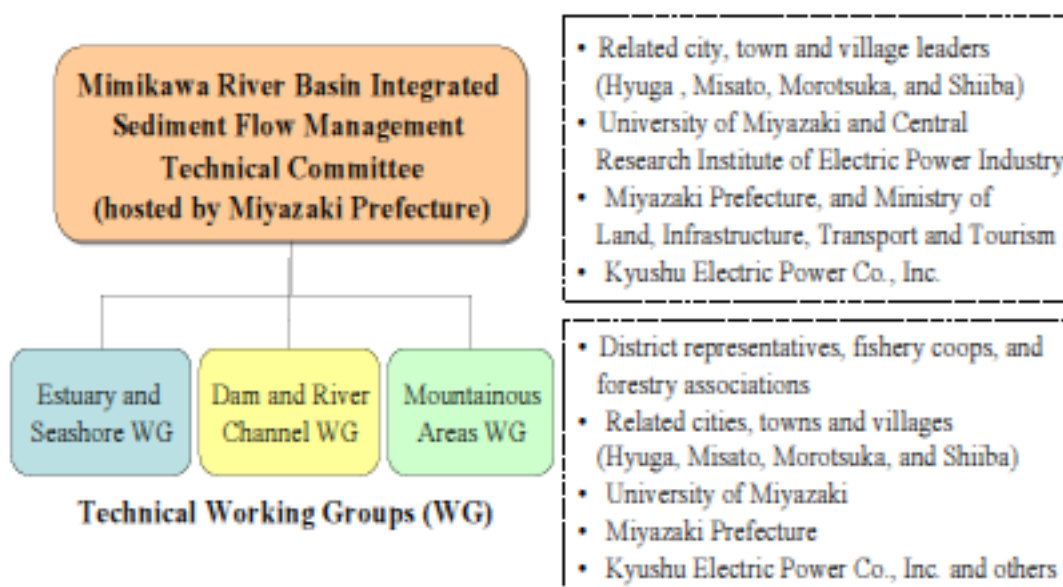 Mimikawa River Basin Integrated
Sediment Flow Management
Technical Committee
(hosted by Miyazaki Prefecture)
Estuary and
Seashore WG
Dam and River
Channel WG
Mountainous
Areas WG
Technical Working Groups (WG)
• Related city, town and village leaders
(Hyuga , Misato, Morotsuka, and Shiiba)
• University of Miyazaki and Central
Research Institute of Electric Power Industry
• Miyazaki Prefecture, and Ministry of
Land, Infrastructure, Transport and Tourism
• Kyushu Electric Power Co., Inc.
• District representatives, fishery coops, and
forestry associations
• Related cities, towns and villages
(Hyuga, Misato, Morotsuka, and Shiiba)
• University of Miyazaki
• Miyazaki Prefecture
• Kyushu Electric Power Co., Inc. and others